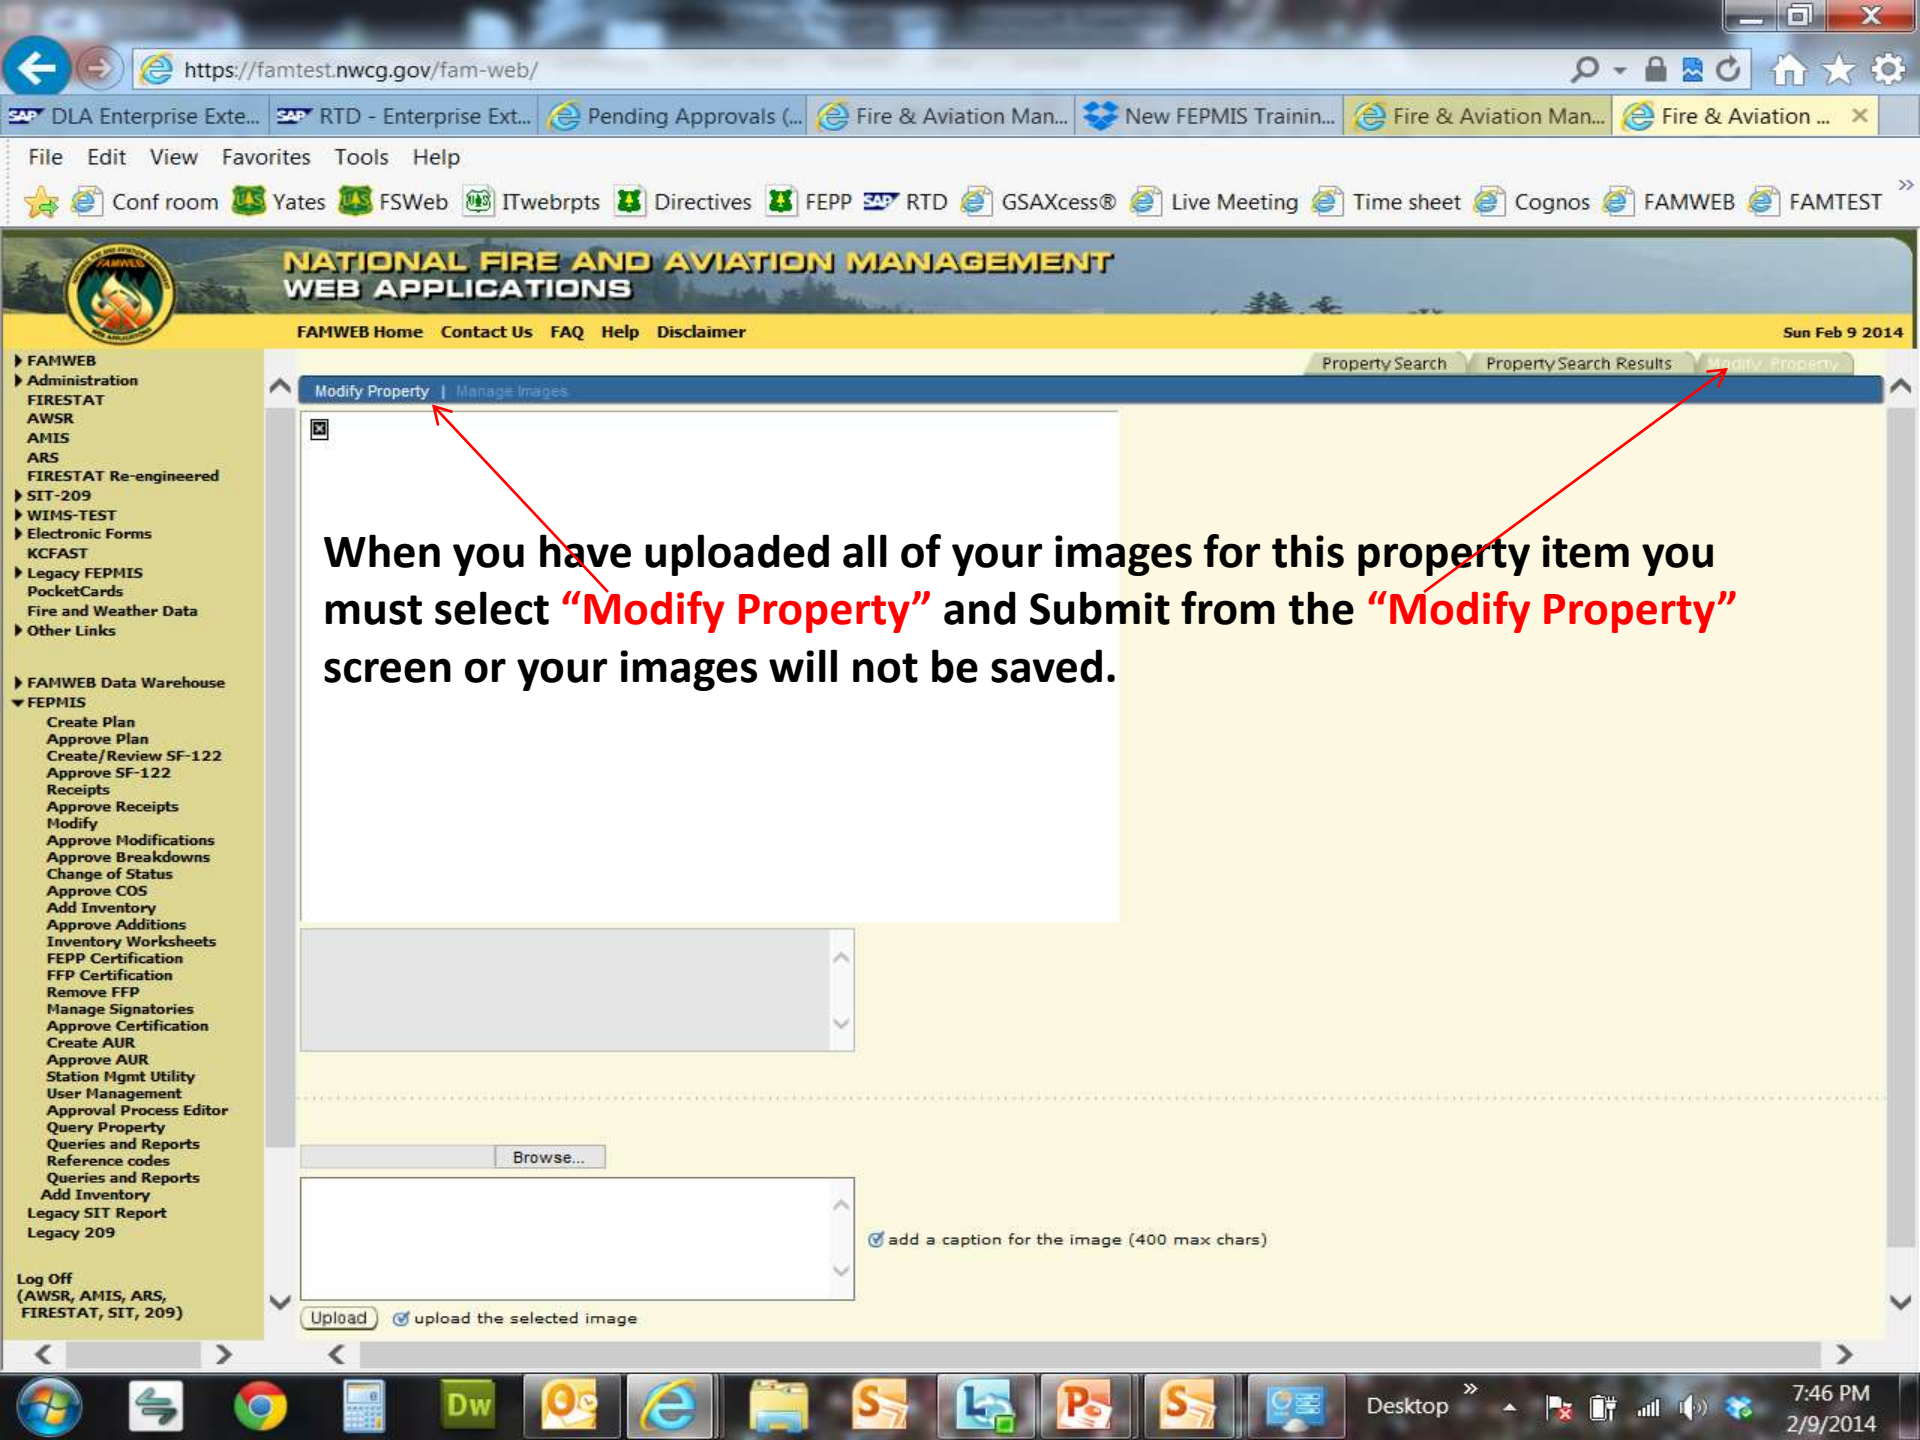 X
https://famtest.nwcg.gov/fam-web/
DLA Enterprise Exte...
RTD - Enterprise Ext...
Pending Approvals (...
Fire & Aviation Man...
New FEPMIS Trainin...
Fire & Aviation Man...
Fire & Aviation ...
File Edit View Favorites Tools Help
Conf room Yates FSWeb ITwebrpts Directives FEPP SAP RTD GSAXcess® Live Meeting Time sheet Cognos FAMWEB FAMTEST
FAMWEB
NATIONAL FIRE AND AVIATION MANAGEMENT
WEB APPLICATIONS
FAMWEB Home Contact Us FAQ Help Disclaimer
Sun Feb 9 2014
Property Search Property Search Results Modify Property
Modify Property | Manage Images
FAMWEB
Administration
FIRESTAT
AWSR
AMIS
ARS
FIRESTAT Re-engineered
SIT-209
WIMS-TEST
Electronic Forms
KCFAST
Legacy FEPMIS
PocketCards
Fire and Weather Data
Other Links
FAMWEB Data Warehouse
FEPMIS
Create Plan
Approve Plan
Create/Review SF-122
Approve SF-122
Receipts
Approve Receipts
Modify
Approve Modifications
Approve Breakdowns
Change of Status
Approve COS
Add Inventory
Approve Additions
Inventory Worksheets
FEPP Certification
FFP Certification
Remove FFP
Manage Signatories
Approve Certification
Create AUR
Approve AUR
Station Mgmt Utility
User Management
Approval Process Editor
Query Property
Queries and Reports
Reference codes
Queries and Reports
Add Inventory
Legacy SIT Report
Legacy 209
Log Off
(AWSR, AMIS, ARS,
FIRESTAT, SIT, 209)
When you have uploaded all of your images for this property item you
must select “Modify Property” and Submit from the “Modify Property”
screen or your images will not be saved.
Browse...
add a caption for the image (400 max chars)
Upload upload the selected image
Dw
Desktop
7:46 PM
2/9/2014